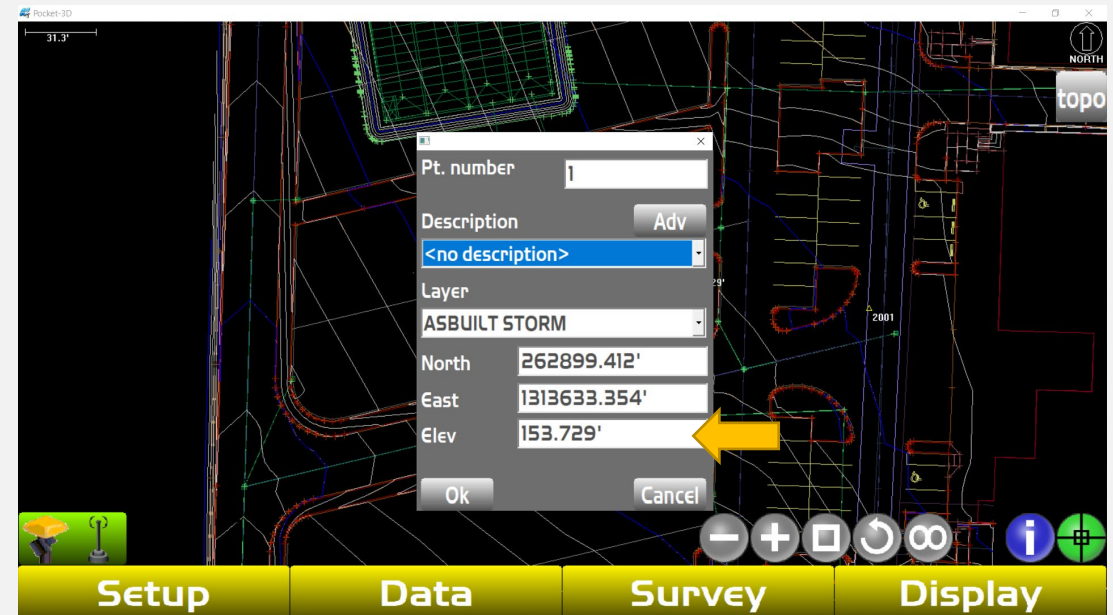 Pocket-3D
31.3'
NORTH
topo
Pt. number
1
Description
Adv
<no description>
Layer
ASBUILT STORM
North
262899.412'
East
1313633.354'
Elev
153.729'
Ok
Cancel
29'
2001
i
Setup
Data
Survey
Display